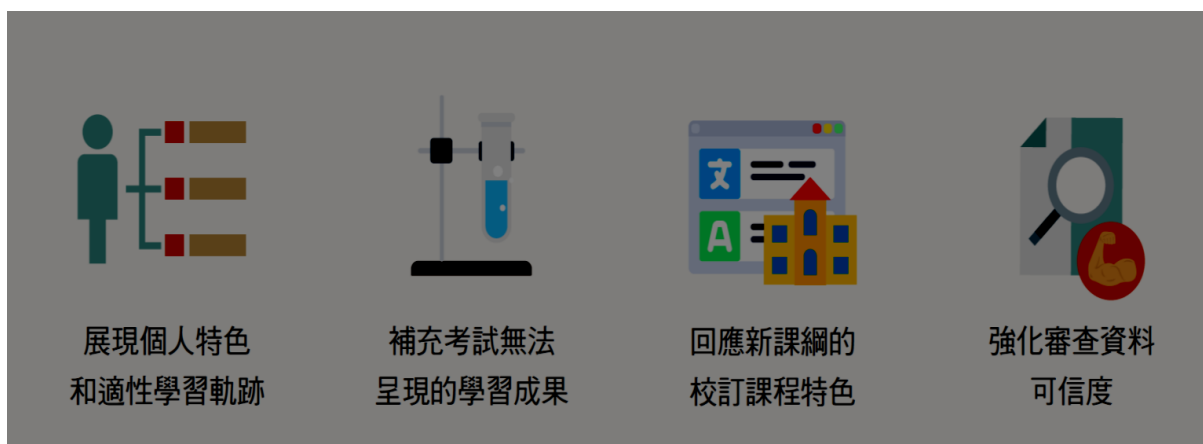 文
A
展現個人特色
和適性學習軌跡
補充考試無法
呈現的學習成果
回應新課綱的
校訂課程特色
強化審查資料
可信度